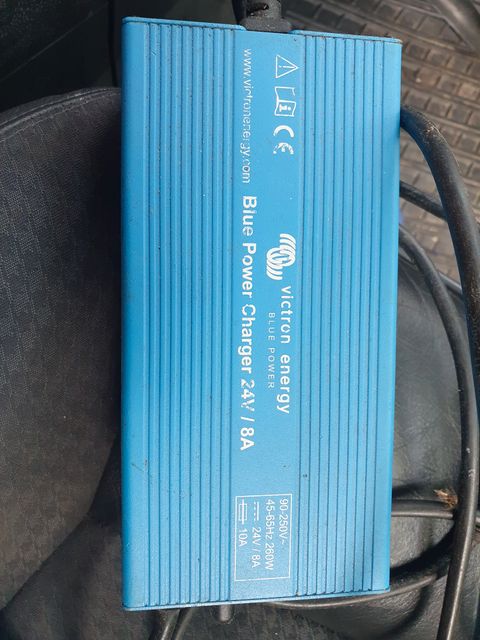 victron energy
BLUE POWER
Blue Power Charger 24V / 8A
www.victronenergy.com
CE
90-250V~
45-65Hz 260W
24V / 8A
10A